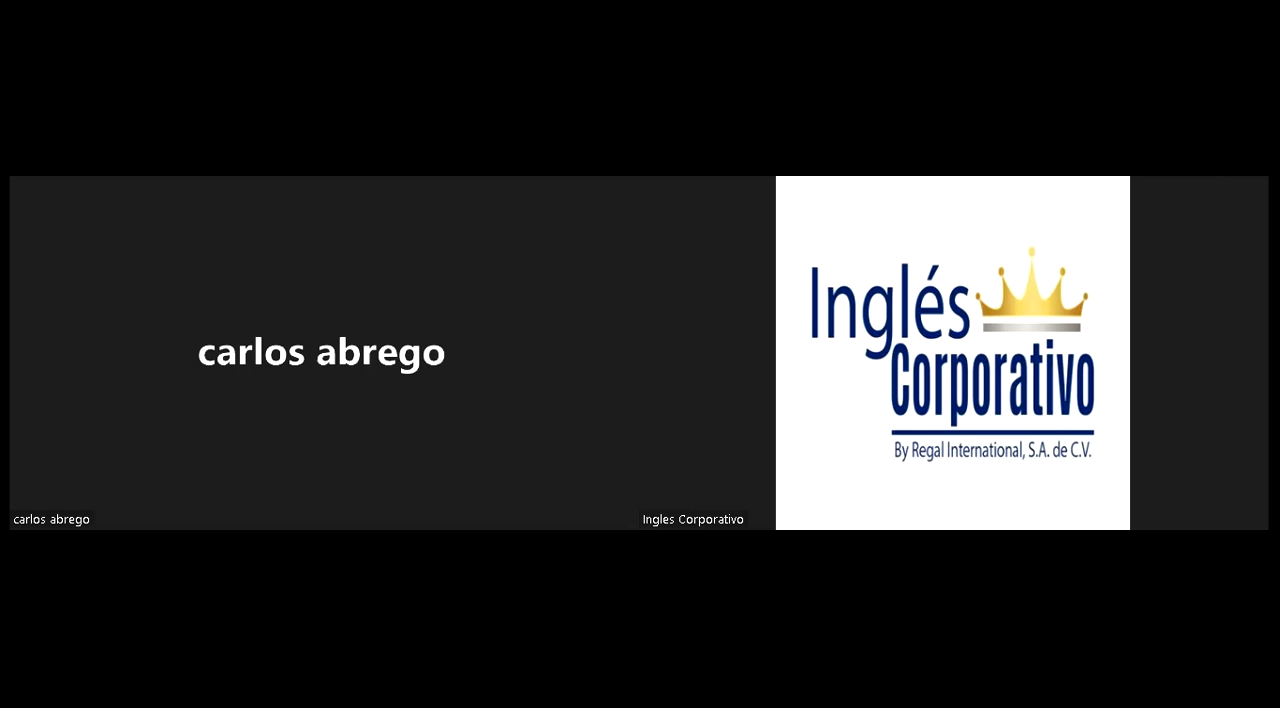 carlos abrego
carlos abrego
Ingles Corporativo
Inglés
Corporativo
By Regal International, S.A. de C.V.